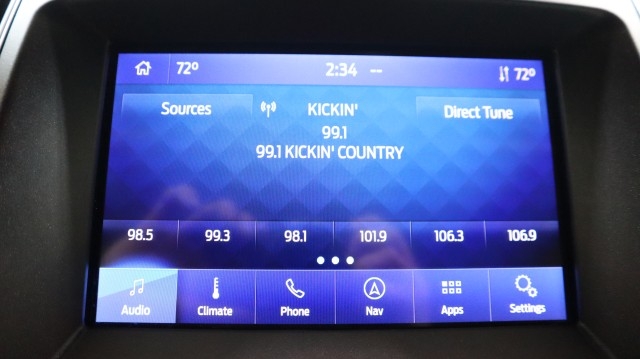 72° 2:34 -- 72°
Sources KICKIN' Direct Tune
99.1
99.1 KICKIN' COUNTRY
98.5 99.3 98.1 101.9 106.3 106.9
Audio Climate Phone Nav Apps Settings